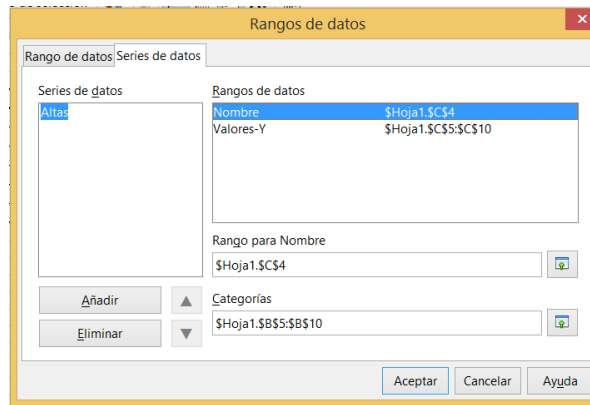 Rangos de datos
Rango de datos Series de datos
Series de datos
Rangos de datos
Altas
Nombre $Hoja1.$C$4
Valores-Y $Hoja1.$C$5:$C$10
Rango para Nombre
$Hoja1.$C$4
Añadir
Categorías
Eliminar
$Hoja1.$B$5:$B$10
Aceptar Cancelar Ayuda